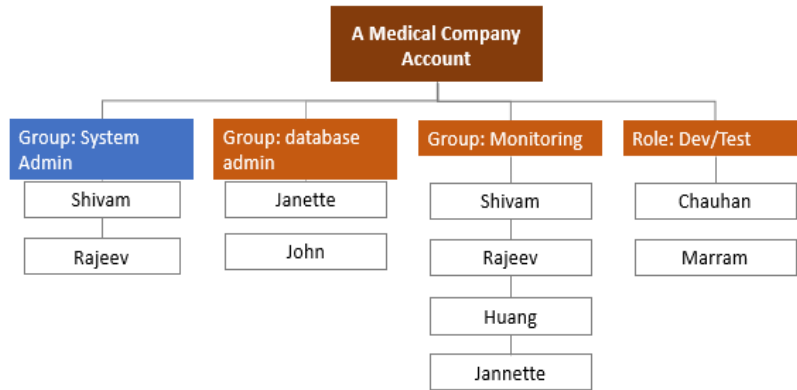 A Medical Company
Account
Group: System
Admin
Shivam
Rajeev
Group: database
admin
Janette
John
Group: Monitoring
Shivam
Rajeev
Huang
Jannette
Role: Dev/Test
Chauhan
Marram